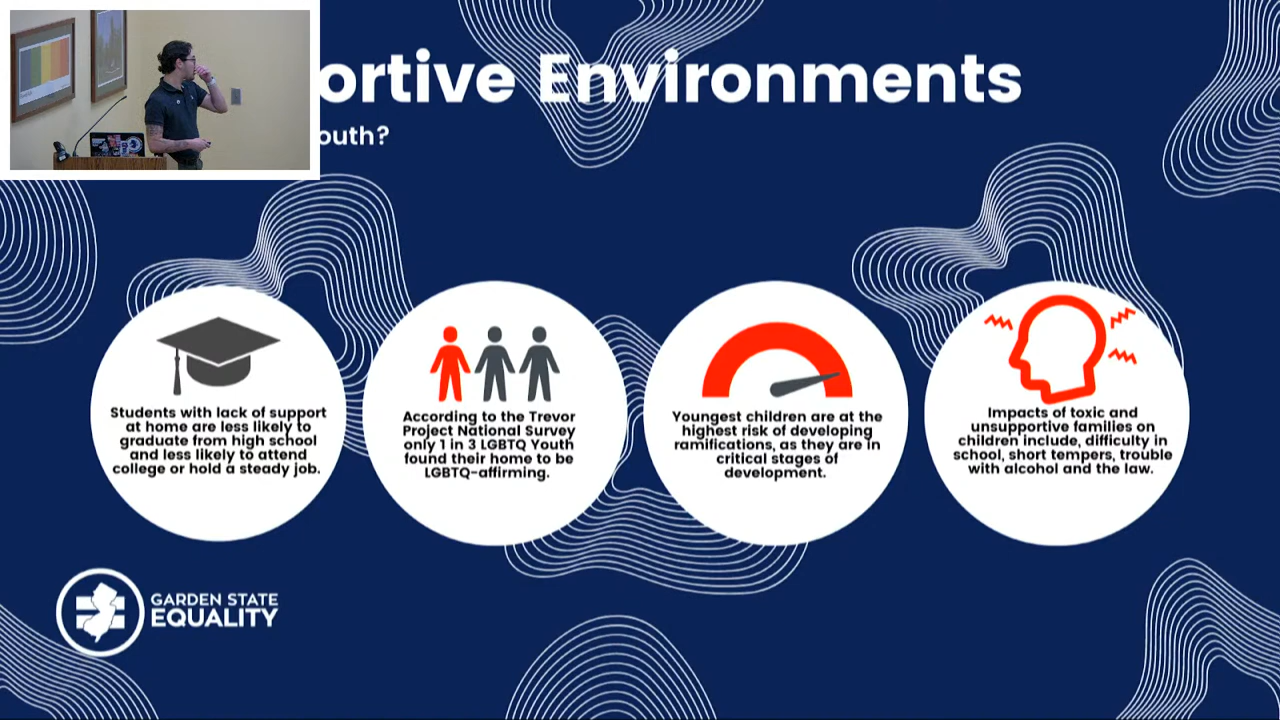 ortive Environments
outh?
Students with lack of support
at home are less likely to
graduate from high school
and less likely to attend
college or hold a steady job.
According to the Trevor
Project National Survey
only 1 in 3 LGBTQ Youth
found their home to be
LGBTQ-affirming.
Youngest children are at the
highest risk of developing
ramifications, as they are in
critical stages of
development.
Impacts of toxic and
unsupportive families on
children include, difficulty in
school, short tempers, trouble
with alcohol and the law.
GARDEN STATE
EQUALITY